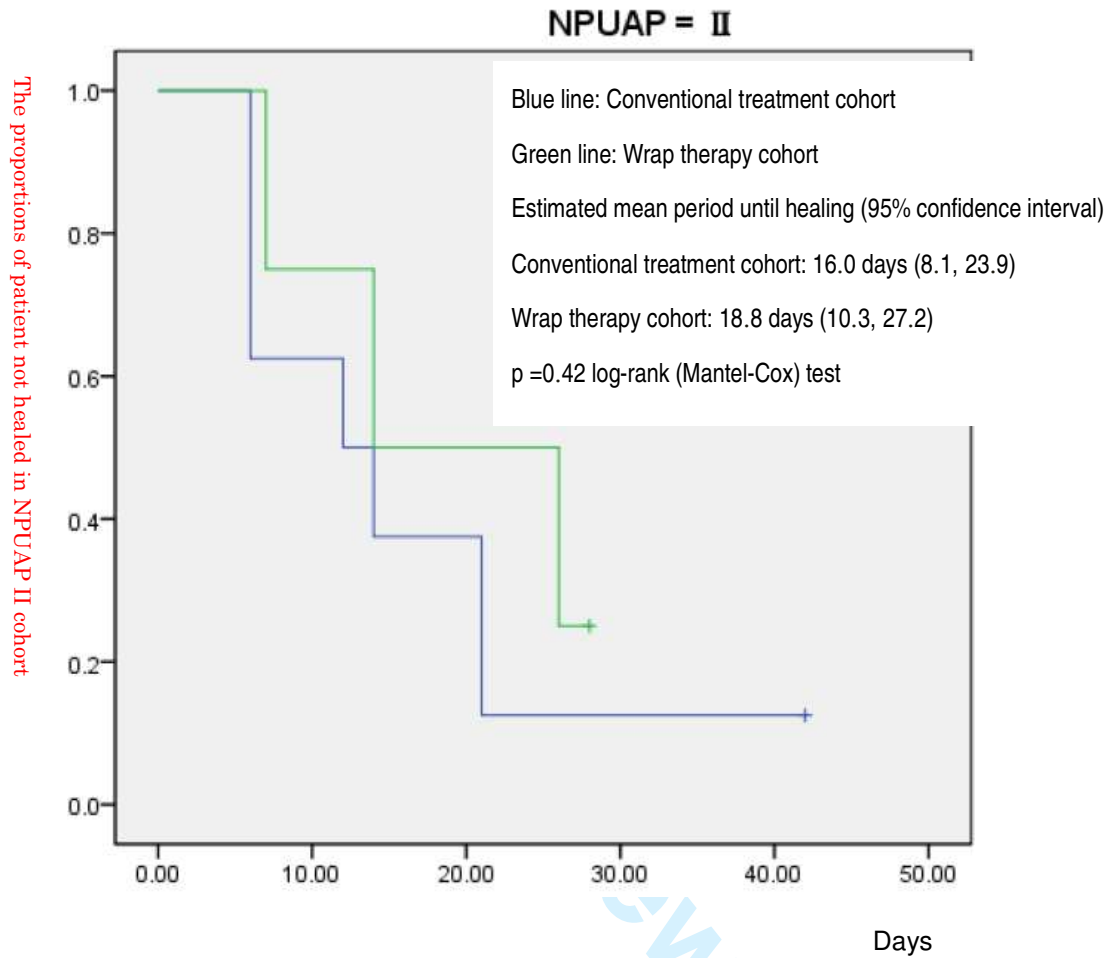 NPUAP = Ⅱ
The proportions of patient not healed in NPUAP II cohort
Blue line: Conventional treatment cohort
Green line: Wrap therapy cohort
Estimated mean period until healing (95% confidence interval)
Conventional treatment cohort: 16.0 days (8.1, 23.9)
Wrap therapy cohort: 18.8 days (10.3, 27.2)
p =0.42 log-rank (Mantel-Cox) test
1.0
0.8
0.6
0.4
0.2
0.0
0.00 10.00 20.00 30.00 40.00 50.00
Days